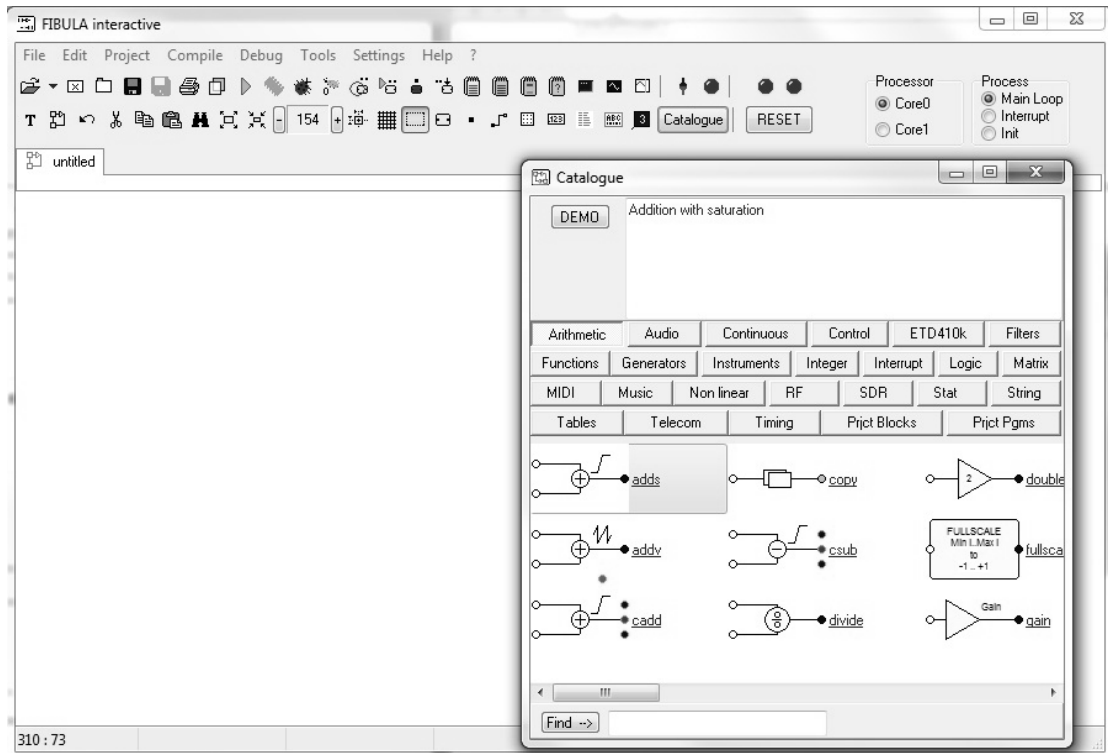 FIBULA interactive
File Edit Project Compile Debug Tools Settings Help ?
Processor
Process
Core0
Main Loop
Core1
Interrupt
Init
T
154
123
ABC
3
Catalogue
RESET
untitled
Catalogue
DEMO
Addition with saturation
Arithmetic Audio Continuous Control ETD410k Filters
Functions Generators Instruments Integer Interrupt Logic Matrix
MIDI Music Non linear RF SDR Stat String
Tables Telecom Timing Prjct Blocks Prjct Pgms
adds copy 2 double
addv csub FULLSCALE
Min I..Max I
to
-1 .. +1
fullsca
cadd divide Gain gain
Find -->
310 : 73